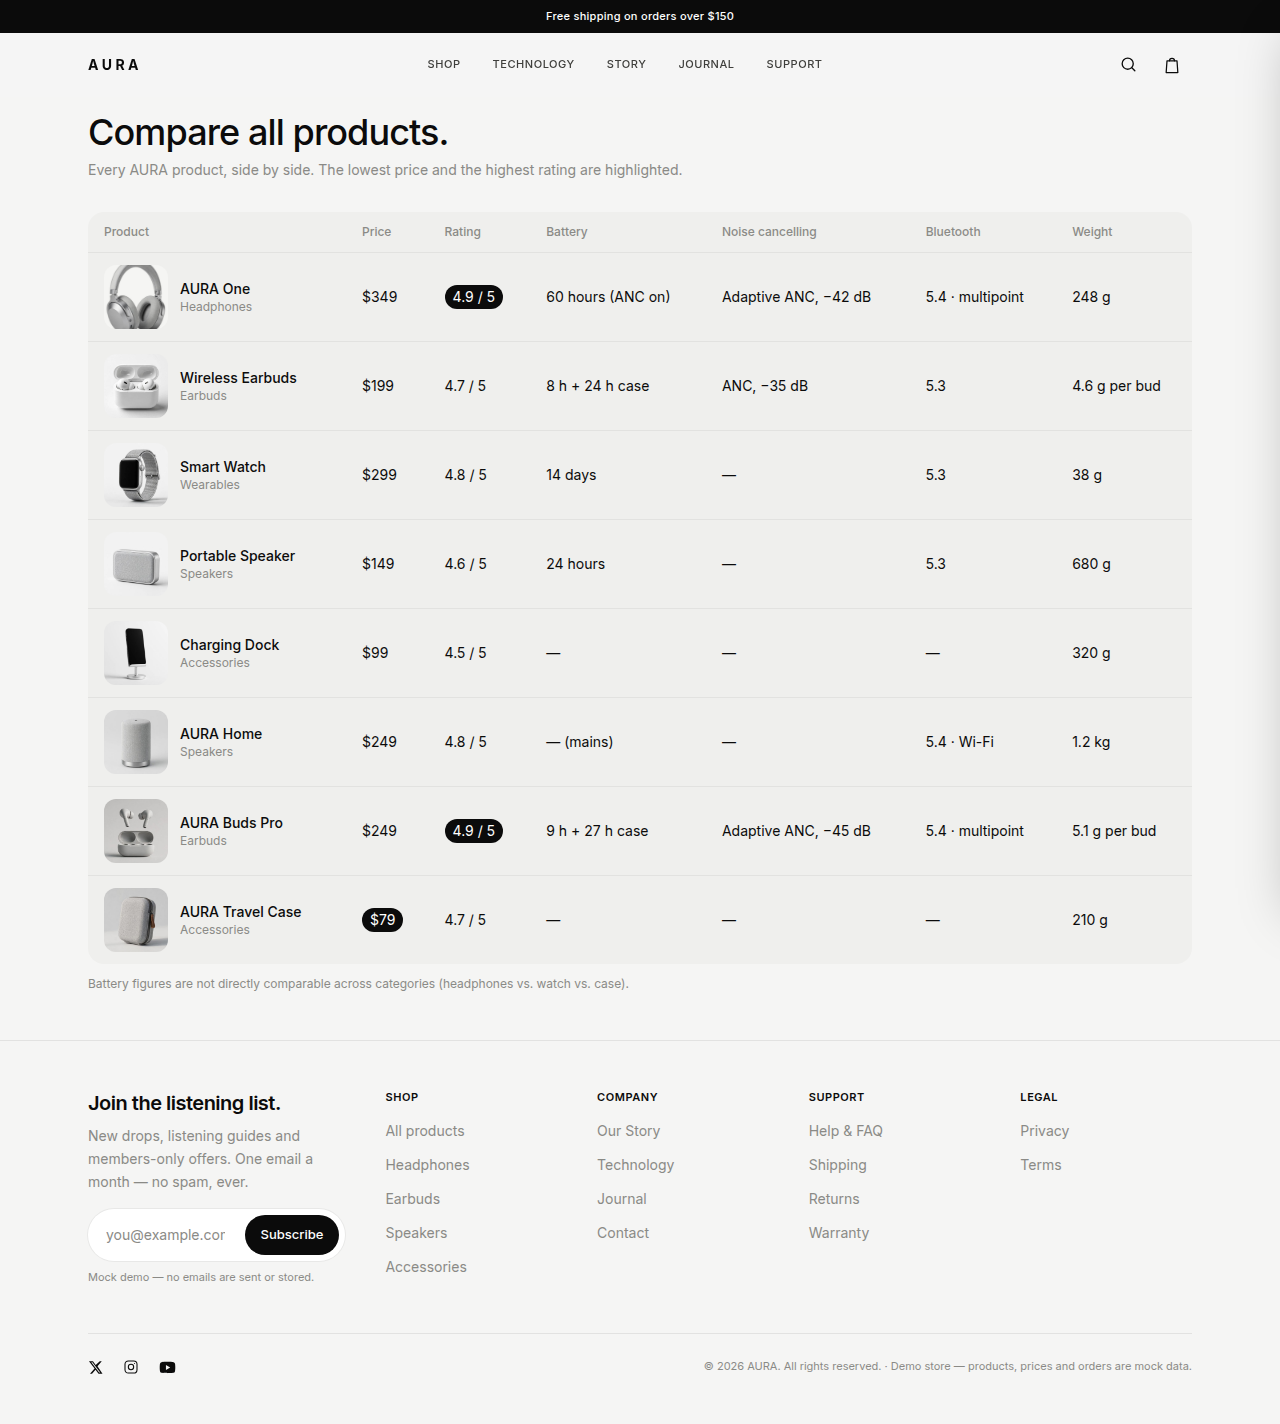 Free shipping on orders over $150
AURA
SHOP TECHNOLOGY STORY JOURNAL SUPPORT
Compare all products.
Every AURA product, side by side. The lowest price and the highest rating are highlighted.
Product Price Rating Battery Noise cancelling Bluetooth Weight
AURA One
Headphones
$349 4.9 / 5 60 hours (ANC on) Adaptive ANC, −42 dB 5.4 · multipoint 248 g
Wireless Earbuds
Earbuds
$199 4.7 / 5 8 h + 24 h case ANC, −35 dB 5.3 4.6 g per bud
Smart Watch
Wearables
$299 4.8 / 5 14 days — 5.3 38 g
Portable Speaker
Speakers
$149 4.6 / 5 24 hours — 5.3 680 g
Charging Dock
Accessories
$99 4.5 / 5 — — — 320 g
AURA Home
Speakers
$249 4.8 / 5 — (mains) — 5.4 · Wi-Fi 1.2 kg
AURA Buds Pro
Earbuds
$249 4.9 / 5 9 h + 27 h case Adaptive ANC, −45 dB 5.4 · multipoint 5.1 g per bud
AURA Travel Case
Accessories
$79 4.7 / 5 — — — 210 g
Battery figures are not directly comparable across categories (headphones vs. watch vs. case).
Join the listening list.
New drops, listening guides and
members-only offers. One email a
month — no spam, ever.
you@example.cor Subscribe
Mock demo — no emails are sent or stored.
SHOP
All products
Headphones
Earbuds
Speakers
Accessories
COMPANY
Our Story
Technology
Journal
Contact
SUPPORT
Help & FAQ
Shipping
Returns
Warranty
LEGAL
Privacy
Terms
© 2026 AURA. All rights reserved. · Demo store — products, prices and orders are mock data.